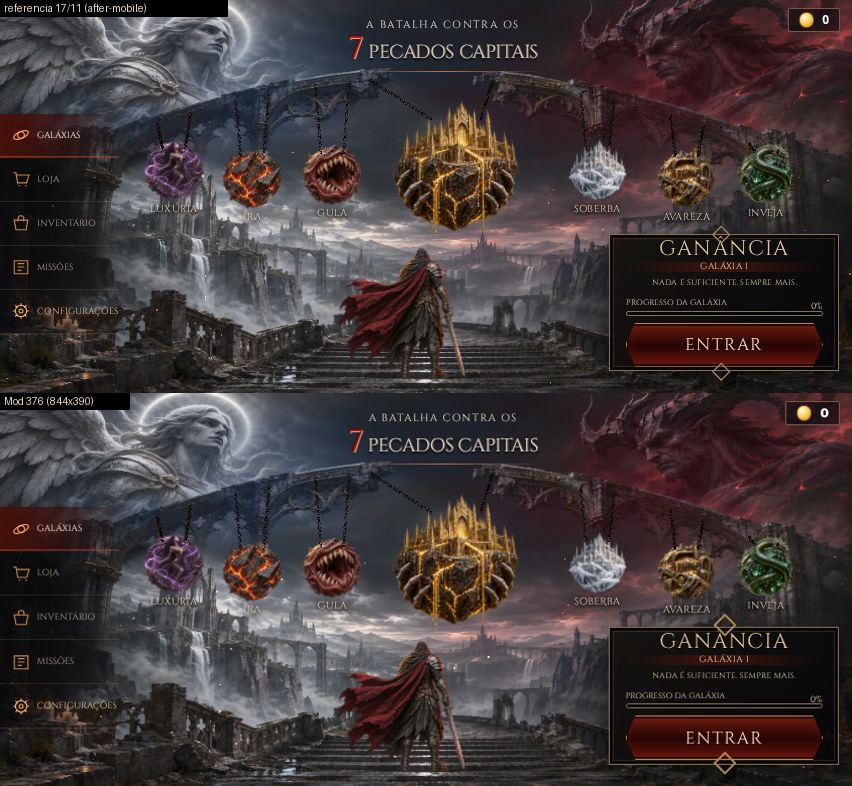 referencia 17/11 (after-mobile)
A BATALHA CONTRA OS
7 PECADOS CAPITAIS
0
GALÁXIAS
LOJA
INVENTÁRIO
MISSÕES
CONFIGURAÇÕES
LUXÚRIA
IRA
GULA
SOBERBA
AVAREZA
INVEJA
GANÂNCIA
GALÁXIA I
NADA É SUFICIENTE. SEMPRE MAIS.
PROGRESSO DA GALÁXIA 0%
ENTRAR
Mod 376 (844x390)
A BATALHA CONTRA OS
7 PECADOS CAPITAIS
0
GALÁXIAS
LOJA
INVENTÁRIO
MISSÕES
CONFIGURAÇÕES
LUXÚRIA
IRA
GULA
SOBERBA
AVAREZA
INVEJA
GANÂNCIA
GALÁXIA I
NADA É SUFICIENTE. SEMPRE MAIS.
PROGRESSO DA GALÁXIA 0%
ENTRAR